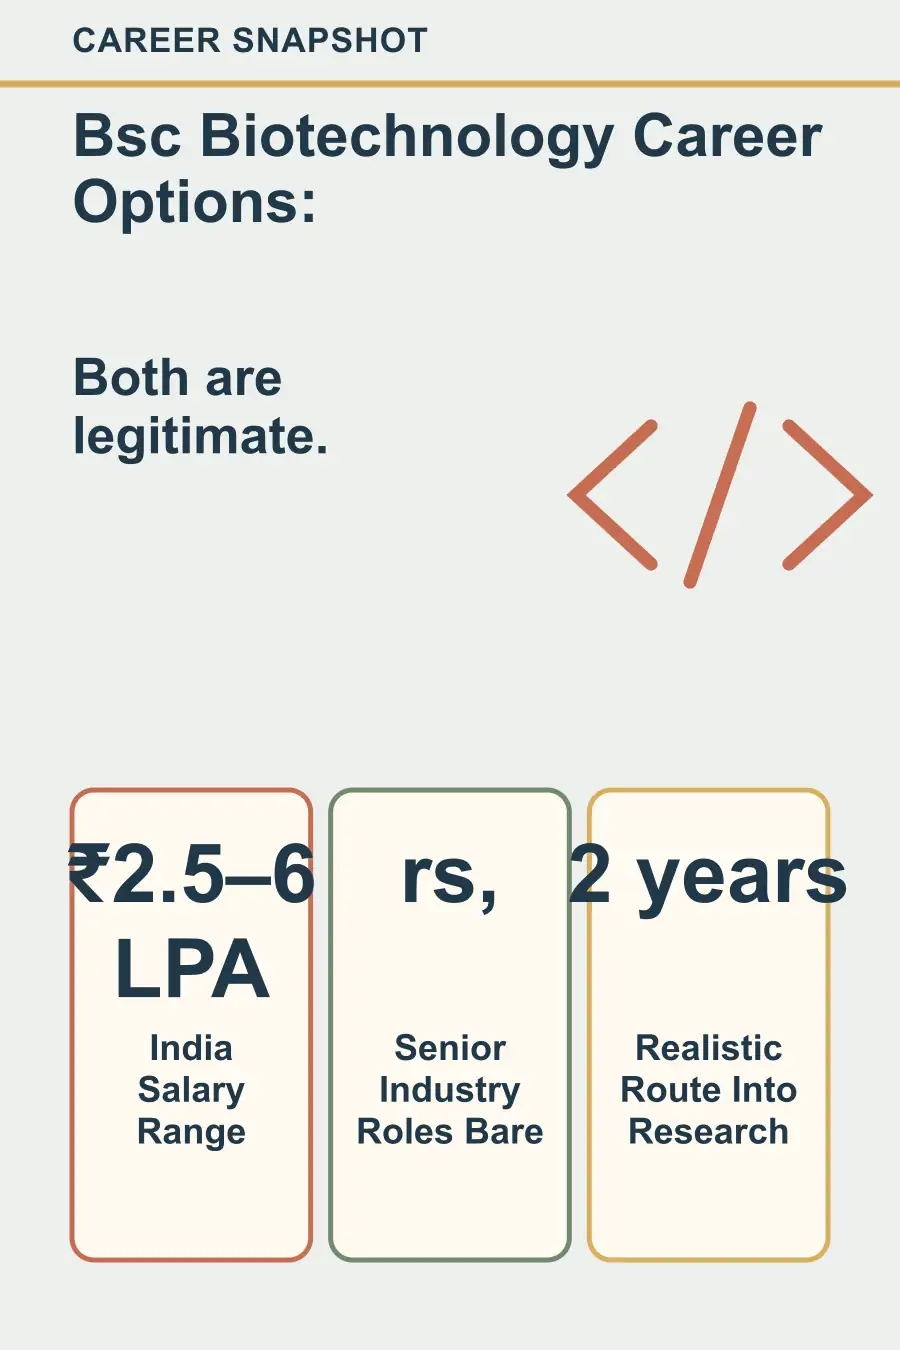 CAREER SNAPSHOT
Bsc Biotechnology Career
Options:
Both are
legitimate.
₹2.5–6
LPA
India
Salary
Range
rs,
Senior
Industry
Roles Bare
2 years
Realistic
Route Into
Research